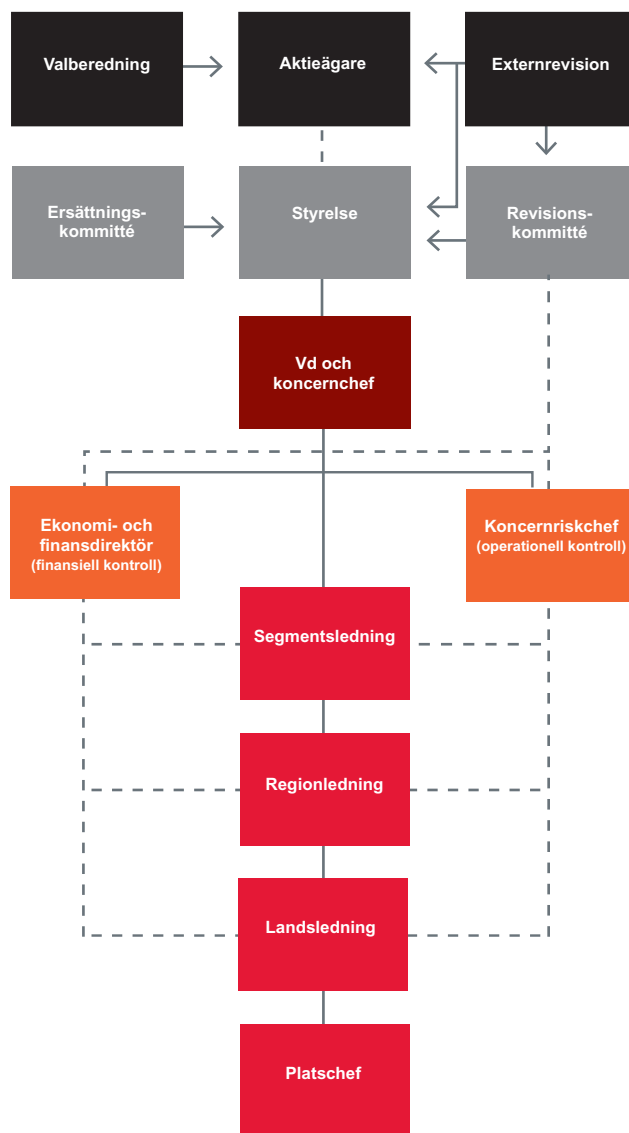 Valberedning
Aktieägare
Externrevision
Ersättnings-
kommitté
Styrelse
Revisions-
kommitté
Vd och
koncernchef
Ekonomi- och
finansdirektör
(finansiell kontroll)
Koncernriskchef
(operationell kontroll)
Segmentsledning
Regionledning
Landsledning
Platschef